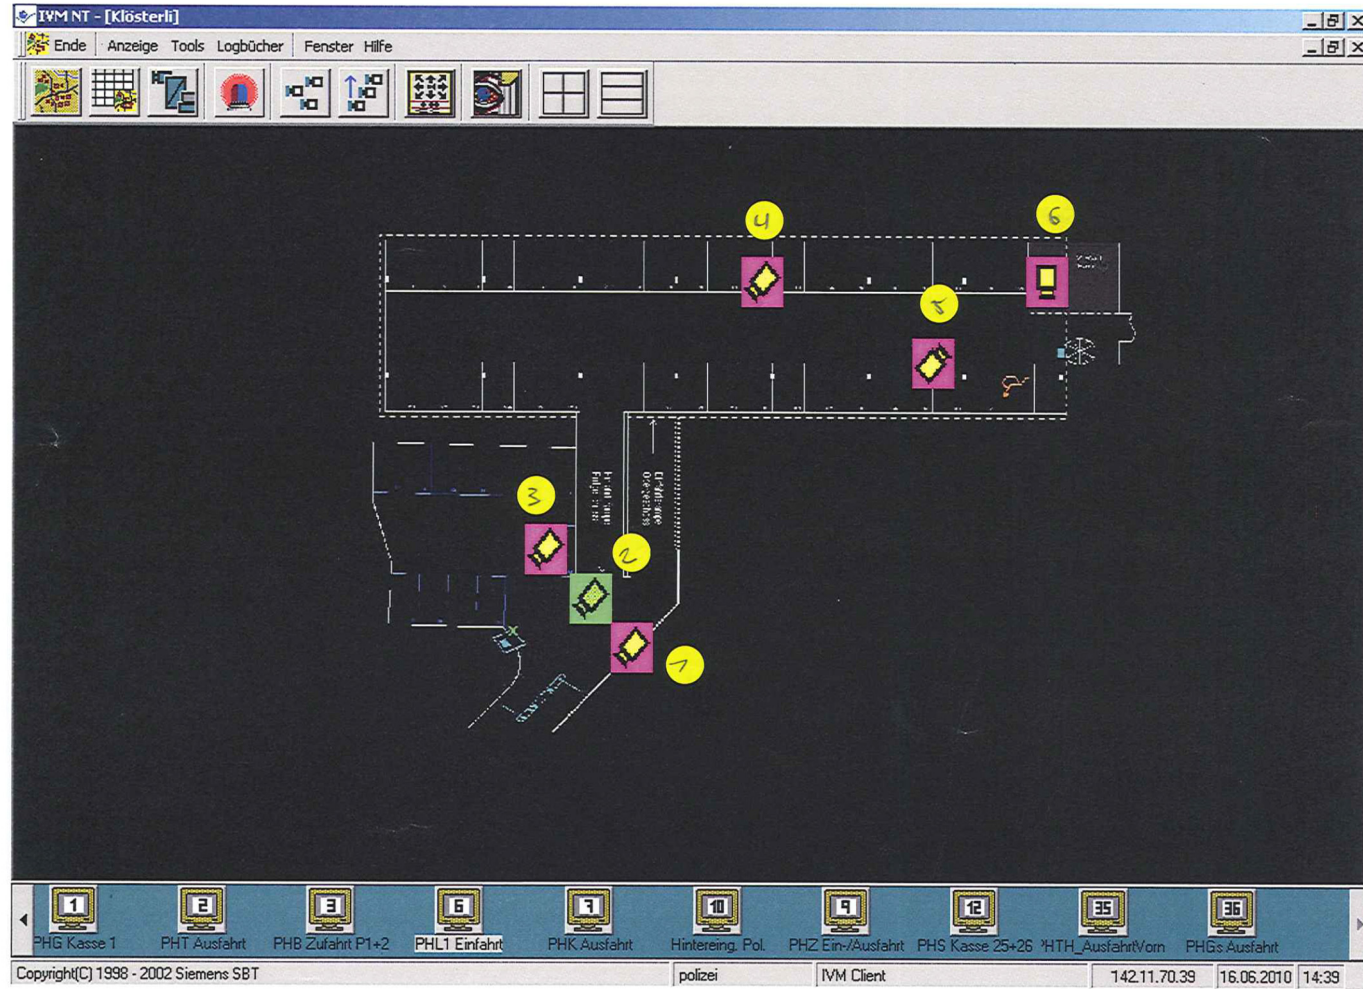 IVM NT - [Klösterli]
Ende Anzeige Tools Logbücher Fenster Hilfe
4
6
5
3
2
1
1 2 3 6 7 10 9 12 35 36
PHG Kasse 1 PHT Ausfahrt PHB Zufahrt P1+2 PHL1 Einfahrt PHK Ausfahrt Hintereing. Pol. PHZ Ein-/Ausfahrt PHS Kasse 25+26 HTH_AusfahrtVorn PHGs Ausfahrt
Copyright(C) 1998 - 2002 Siemens SBT polizei IVM Client 142.11.70.39 16.06.2010 14:39